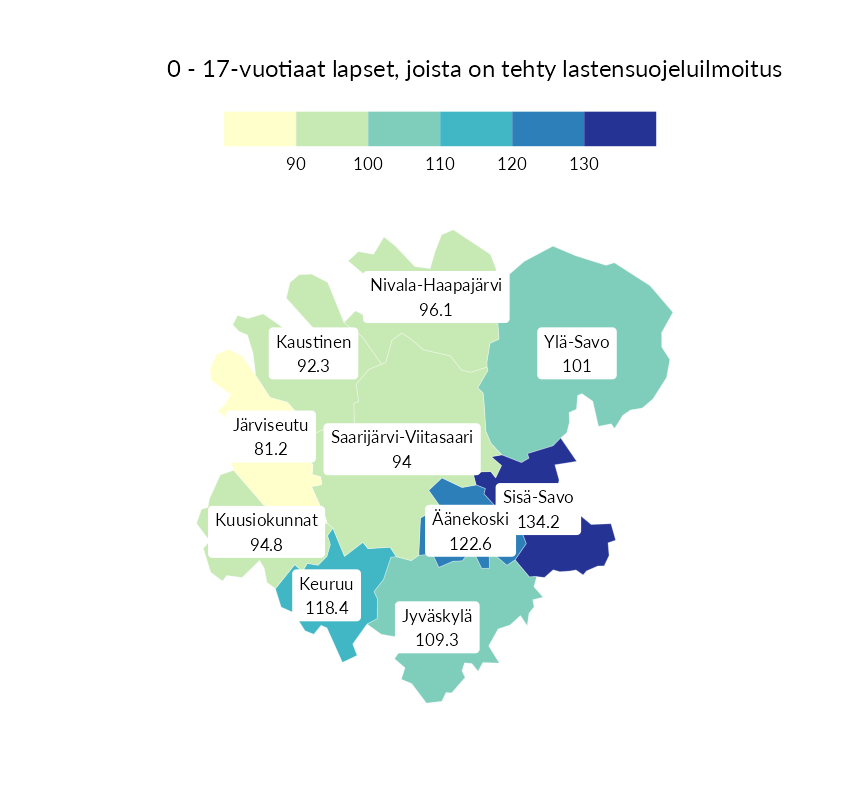 0 - 17-vuotiaat lapset, joista on tehty lastensuojeluilmoitus
90 100 110 120 130
Nivala-Haapajärvi
96.1
Kaustinen
92.3
Ylä-Savo
101
Järviseutu
81.2
Saarijärvi-Viitasaari
94
Sisä-Savo
134.2
Kuusiokunnat
94.8
Äänekoski
122.6
Keuruu
118.4
Jyväskylä
109.3